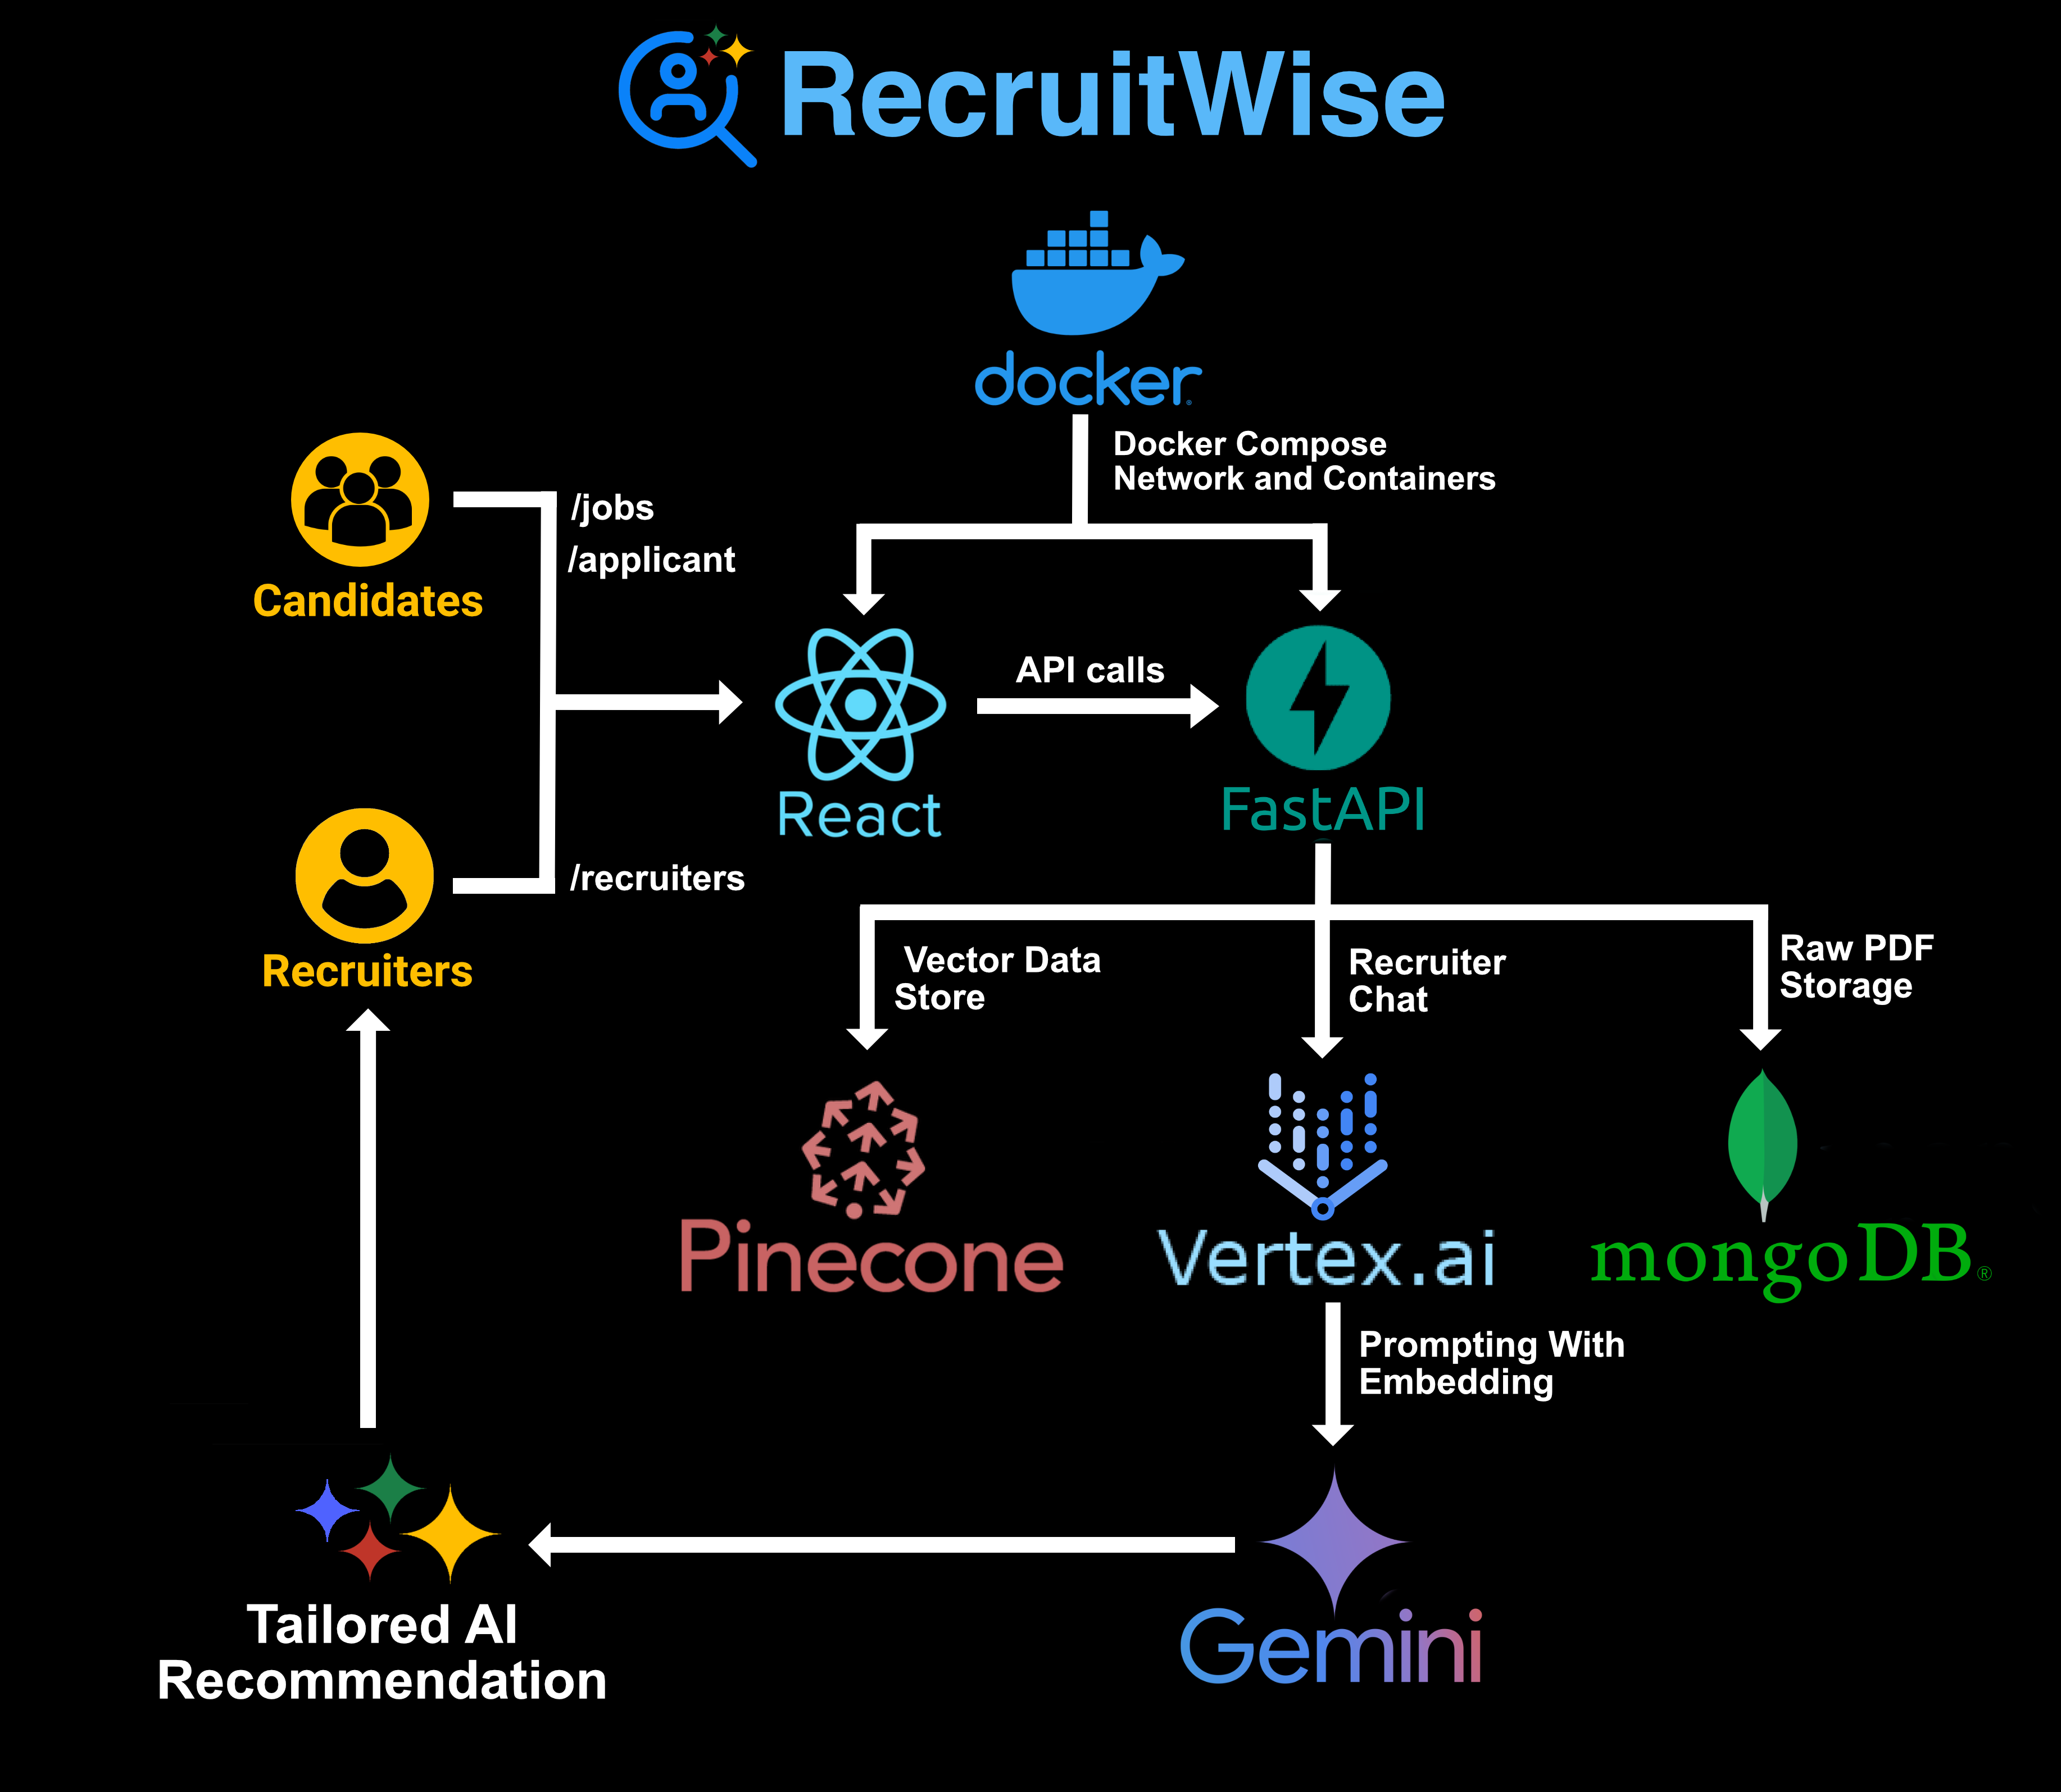 RecruitWise
docker
Docker Compose
Network and Containers
/jobs
/applicant
Candidates
API calls
React
FastAPI
/recruiters
Recruiters
Vector Data
Store
Recruiter
Chat
Raw PDF
Storage
Pinecone
Vertex.ai
mongoDB®
Prompting With
Embedding
Tailored AI
Recommendation
Gemini